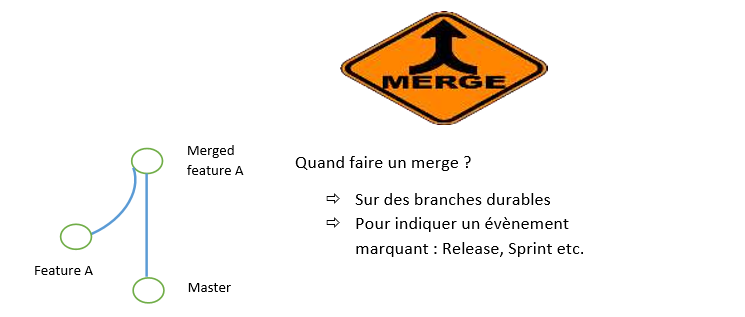 MERGE
Merged
feature A
Feature A
Master
Quand faire un merge ?
⇨ Sur des branches durables
⇨ Pour indiquer un évènement
marquant : Release, Sprint etc.